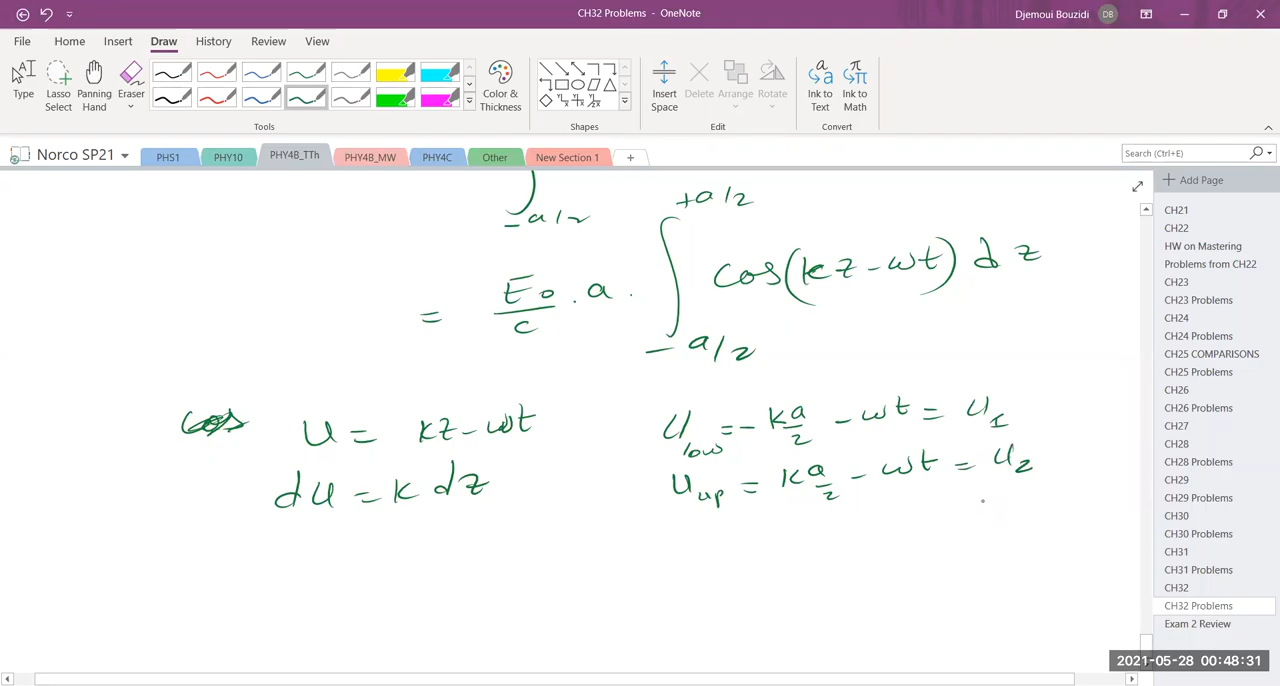 CH32 Problems - OneNote
Djemoui Bouzidi DB
File Home Insert Draw History Review View
Type Lasso Select Panning Hand Eraser Color & Thickness Insert Space Delete Arrange Rotate Ink to Text Ink to Math
Tools Shapes Edit Convert
Norco SP21 PHS1 PHY10 PHY4B_TTh PHY4B_MW PHY4C Other New Section 1 +
Search (Ctrl+E)
Add Page
CH21
CH22
HW on Mastering
Problems from CH22
CH23
CH23 Problems
CH24
CH24 Problems
CH25 COMPARISONS
CH25 Problems
CH26
CH26 Problems
CH27
CH28
CH28 Problems
CH29
CH29 Problems
CH30
CH30 Problems
CH31
CH31 Problems
CH32
CH32 Problems
Exam 2 Review
-a/2
+a/2
= E0/c . a . ∫ cos(kz - ωt) dz
-a/2
u = kz - ωt
du = k dz
u low = - k a/2 - ωt = u1
u up = k a/2 - ωt = u2
2021-05-28 00:48:31